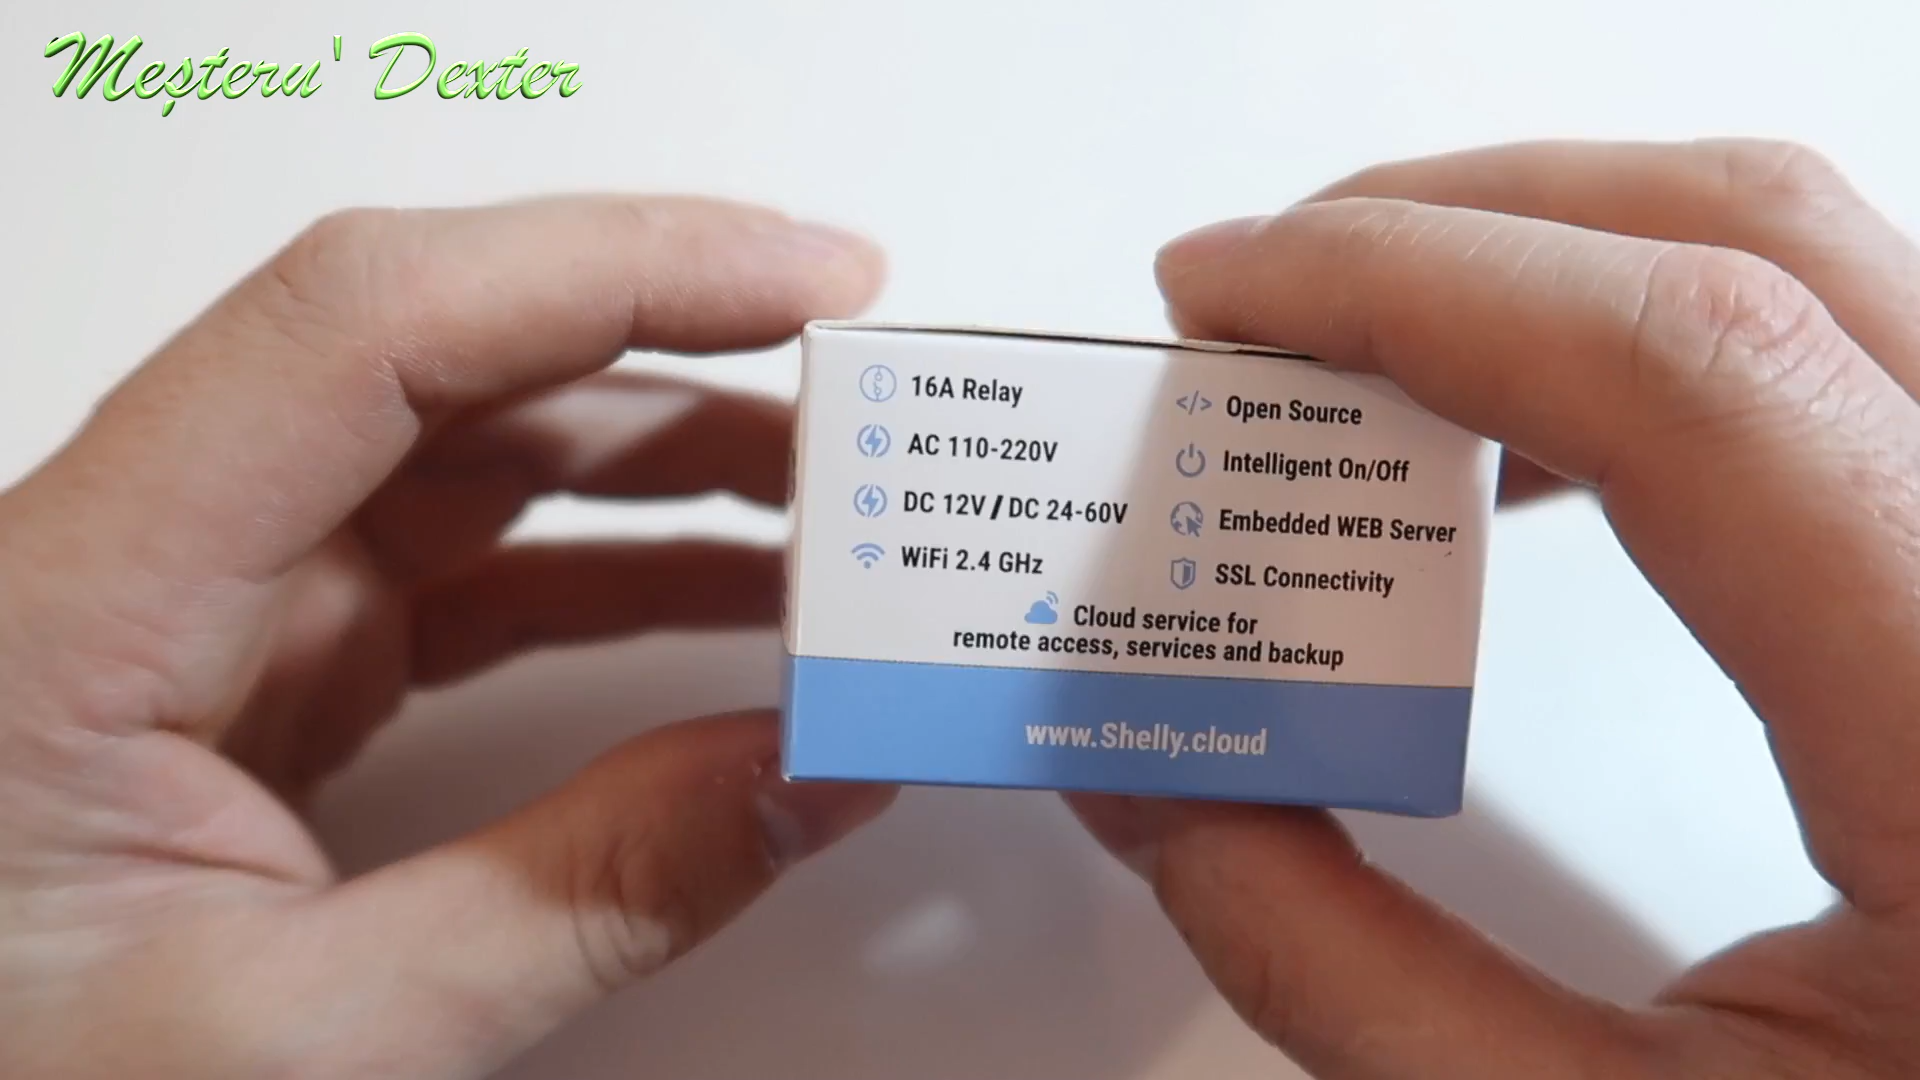 Meșteru' Dexter
16A Relay
AC 110-220V
DC 12V / DC 24-60V
WiFi 2.4 GHz
</> Open Source
Intelligent On/Off
Embedded WEB Server
SSL Connectivity
Cloud service for
remote access, services and backup
www.Shelly.cloud